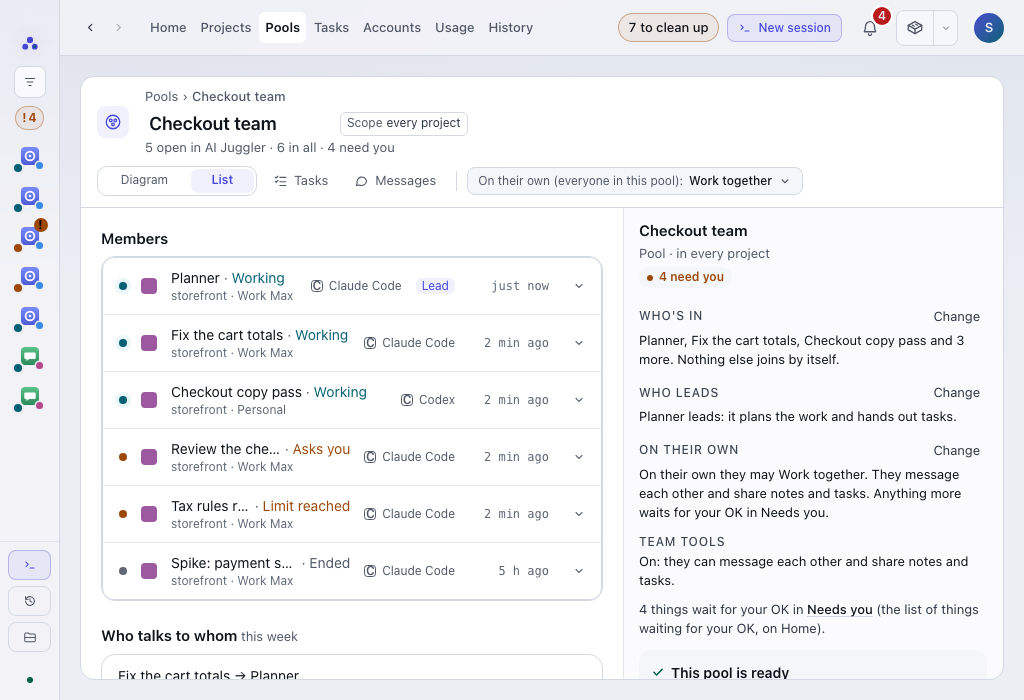 Home Projects Pools Tasks Accounts Usage History
7 to clean up
New session
4
S
! 4
!
Pools › Checkout team
Checkout team
Scope every project
5 open in AI Juggler · 6 in all · 4 need you
Diagram List Tasks Messages
On their own (everyone in this pool): Work together
Members
Planner · Working
storefront · Work Max
Claude Code Lead just now
Fix the cart totals · Working
storefront · Work Max
Claude Code 2 min ago
Checkout copy pass · Working
storefront · Personal
Codex 2 min ago
Review the che... · Asks you
storefront · Work Max
Claude Code 2 min ago
Tax rules r... · Limit reached
storefront · Work Max
Claude Code 2 min ago
Spike: payment s... · Ended
storefront · Work Max
Claude Code 5 h ago
Who talks to whom this week
Fix the cart totals → Planner
Checkout team
Pool · in every project
4 need you
WHO'S IN
Change
Planner, Fix the cart totals, Checkout copy pass and 3
more. Nothing else joins by itself.
WHO LEADS
Change
Planner leads: it plans the work and hands out tasks.
ON THEIR OWN
Change
On their own they may Work together. They message
each other and share notes and tasks. Anything more
waits for your OK in Needs you.
TEAM TOOLS
On: they can message each other and share notes and
tasks.
4 things wait for your OK in Needs you (the list of things
waiting for your OK, on Home).
This pool is ready